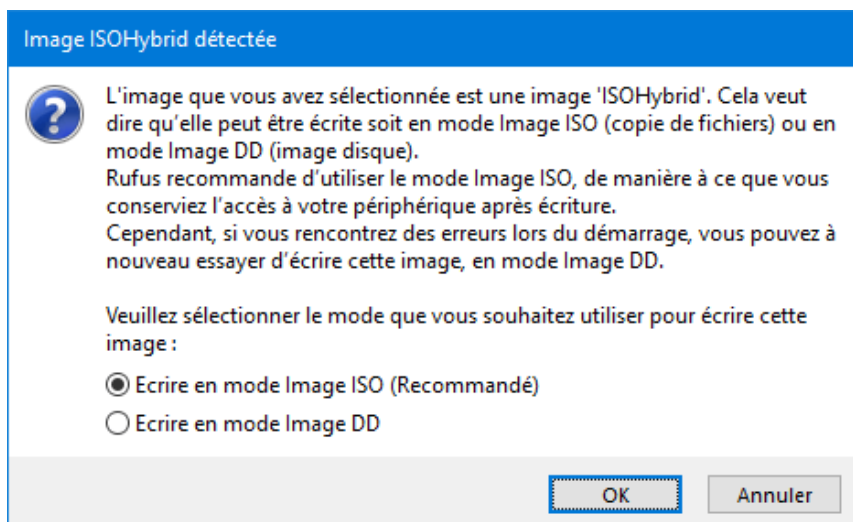 Image ISOHybrid détectée
L'image que vous avez sélectionnée est une image 'ISOHybrid'. Cela veut
dire qu’elle peut être écrite soit en mode Image ISO (copie de fichiers) ou en
mode Image DD (image disque).
Rufus recommande d’utiliser le mode Image ISO, de manière à ce que vous
conserviez l’accès à votre périphérique après écriture.
Cependant, si vous rencontrez des erreurs lors du démarrage, vous pouvez à
nouveau essayer d’écrire cette image, en mode Image DD.
Veuillez sélectionner le mode que vous souhaitez utiliser pour écrire cette
image :
Ecrire en mode Image ISO (Recommandé)
Ecrire en mode Image DD
OK Annuler